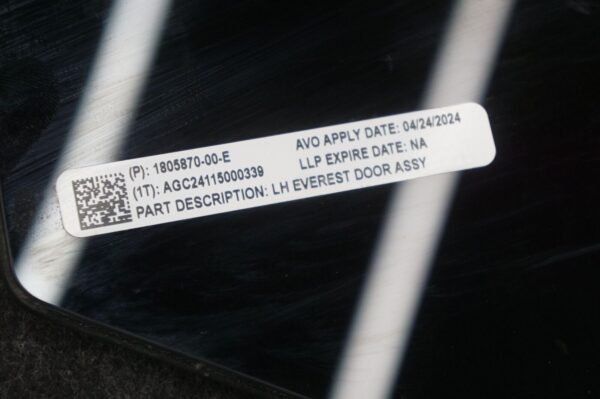 (P): 1805870-00-E AVO APPLY DATE: 04/24/2024
(1T): AGC24115000339 LLP EXPIRE DATE: NA
PART DESCRIPTION: LH EVEREST DOOR ASSY